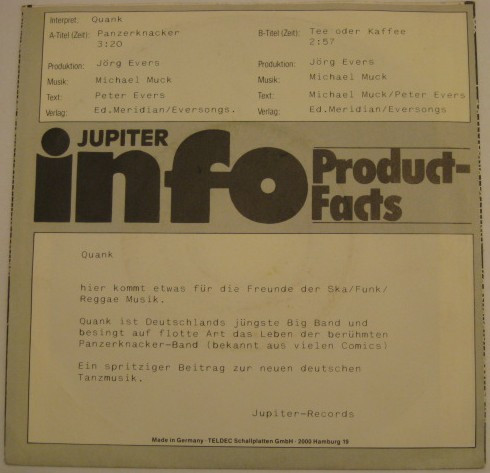 Interpret: Quank
A-Titel (Zeit): Panzerknacker B-Titel (Zeit): Tee oder Kaffee
3:20 2:57
Produktion: Jörg Evers Produktion: Jörg Evers
Musik: Michael Muck Musik: Michael Muck
Text: Peter Evers Text: Michael Muck/Peter Evers
Verlag: Ed.Meridian/Eversongs. Verlag: Ed.Meridian/Eversongs
JUPITER
info Product-
Facts
Quank
hier kommt etwas für die Freunde der Ska/Funk/
Reggae Musik.
Quank ist Deutschlands jüngste Big Band und
besingt auf flotte Art das Leben der berühmten
Panzerknacker-Band (bekannt aus vielen Comics)
Ein spritziger Beitrag zur neuen deutschen
Tanzmusik.
Jupiter-Records
Made in Germany · TELDEC Schallplatten GmbH · 2000 Hamburg 19